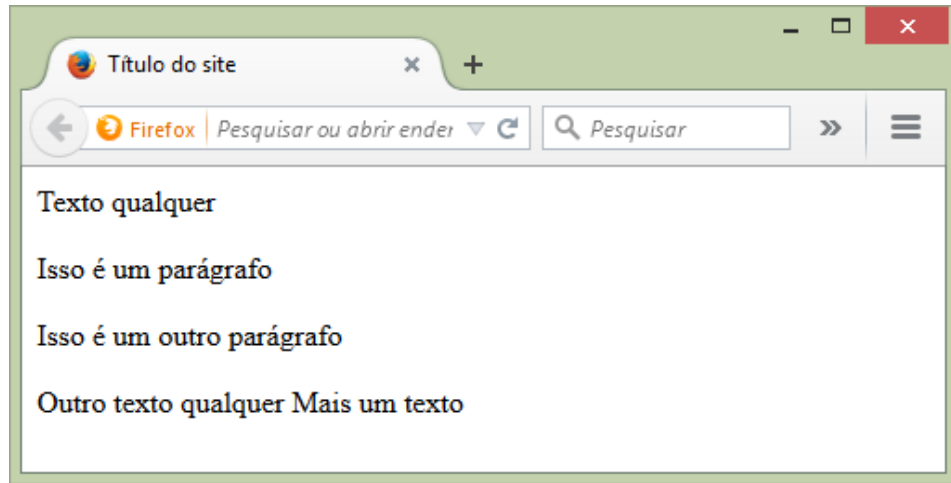 Título do site
Firefox Pesquisar ou abrir ender Pesquisar
Texto qualquer
Isso é um parágrafo
Isso é um outro parágrafo
Outro texto qualquer Mais um texto